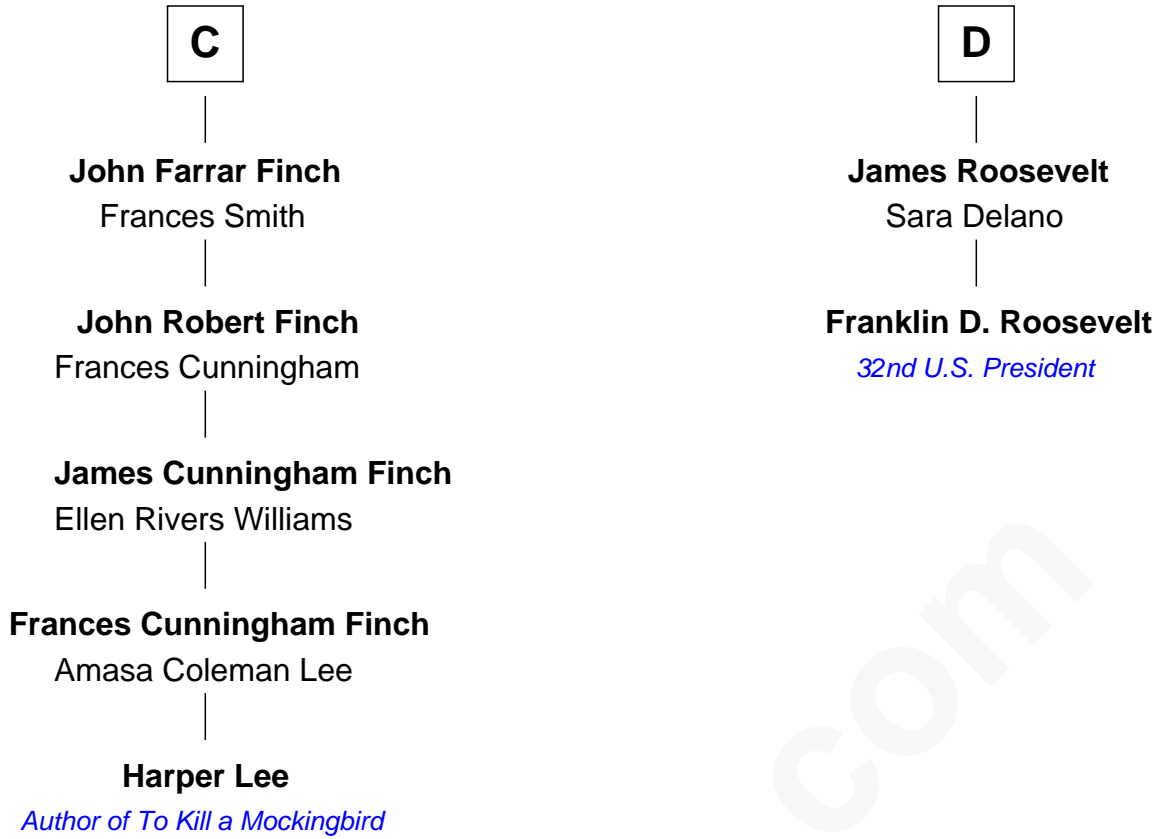 C
John Farrar Finch
Frances Smith
John Robert Finch
Frances Cunningham
James Cunningham Finch
Ellen Rivers Williams
Frances Cunningham Finch
Amasa Coleman Lee
Harper Lee
Author of To Kill a Mockingbird
D
James Roosevelt
Sara Delano
Franklin D. Roosevelt
32nd U.S. President
com